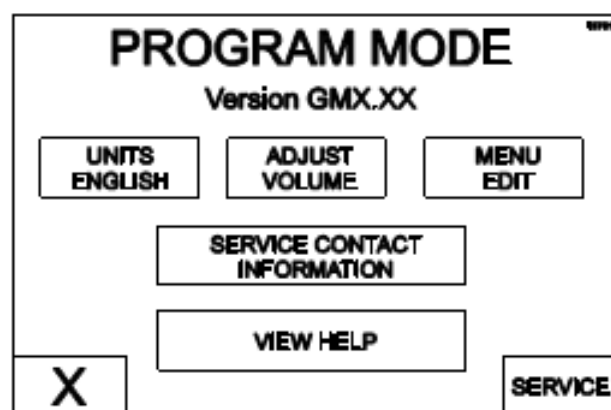 PROGRAM MODE
Version GMX.XX
UNITS
ENGLISH
ADJUST
VOLUME
MENU
EDIT
SERVICE CONTACT
INFORMATION
VIEW HELP
X
SERVICE